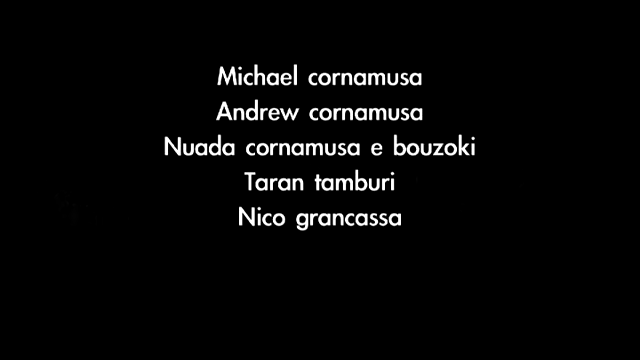 Michael cornamusa
Andrew cornamusa
Nuada cornamusa e bouzoki
Taran tamburi
Nico grancassa